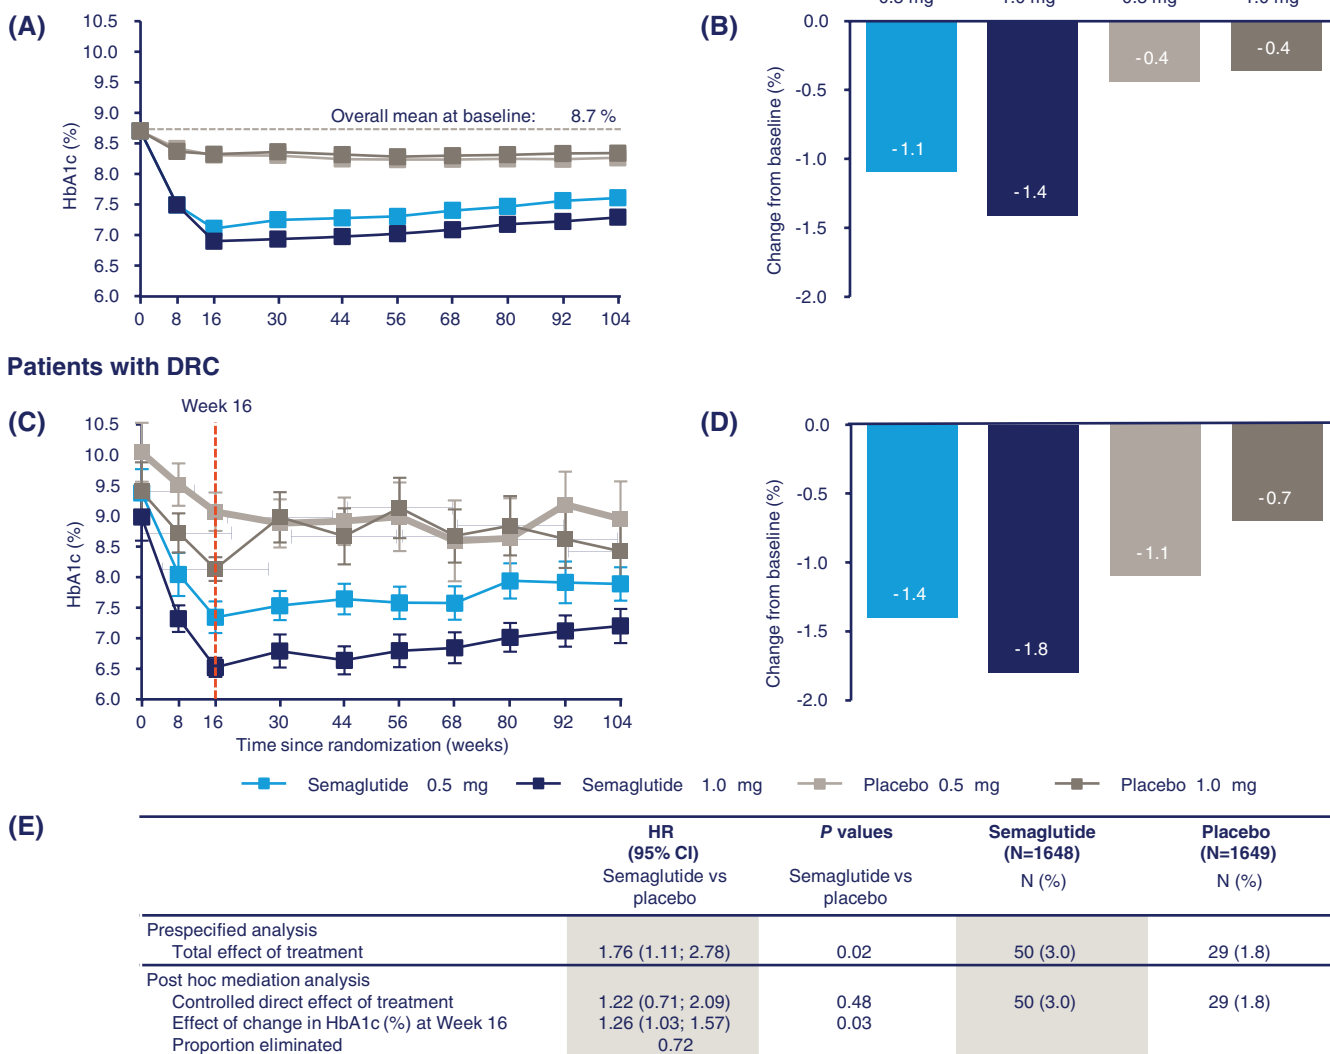 (A)
HbA1c (%)
10.5
10.0
9.5
9.0
8.5
8.0
7.5
7.0
6.5
6.0
Overall mean at baseline: 8.7 %
0 8 16 30 44 56 68 80 92 104
(B)
Change from baseline (%)
0.0
-0.5
-1.0
-1.5
-2.0
-1.1
-1.4
-0.4
-0.4
Patients with DRC
(C)
Week 16
HbA1c (%)
10.5
10.0
9.5
9.0
8.5
8.0
7.5
7.0
6.5
6.0
0 8 16 30 44 56 68 80 92 104
Time since randomization (weeks)
(D)
Change from baseline (%)
0.0
-0.5
-1.0
-1.5
-2.0
-1.4
-1.8
-1.1
-0.7
Semaglutide 0.5 mg Semaglutide 1.0 mg Placebo 0.5 mg Placebo 1.0 mg
(E)
HR P values Semaglutide Placebo
(95% CI) (N=1648) (N=1649)
Semaglutide vs Semaglutide vs N (%) N (%)
placebo placebo
Prespecified analysis
Total effect of treatment 1.76 (1.11; 2.78) 0.02 50 (3.0) 29 (1.8)
Post hoc mediation analysis
Controlled direct effect of treatment 1.22 (0.71; 2.09) 0.48 50 (3.0) 29 (1.8)
Effect of change in HbA1c (%) at Week 16 1.26 (1.03; 1.57) 0.03
Proportion eliminated 0.72